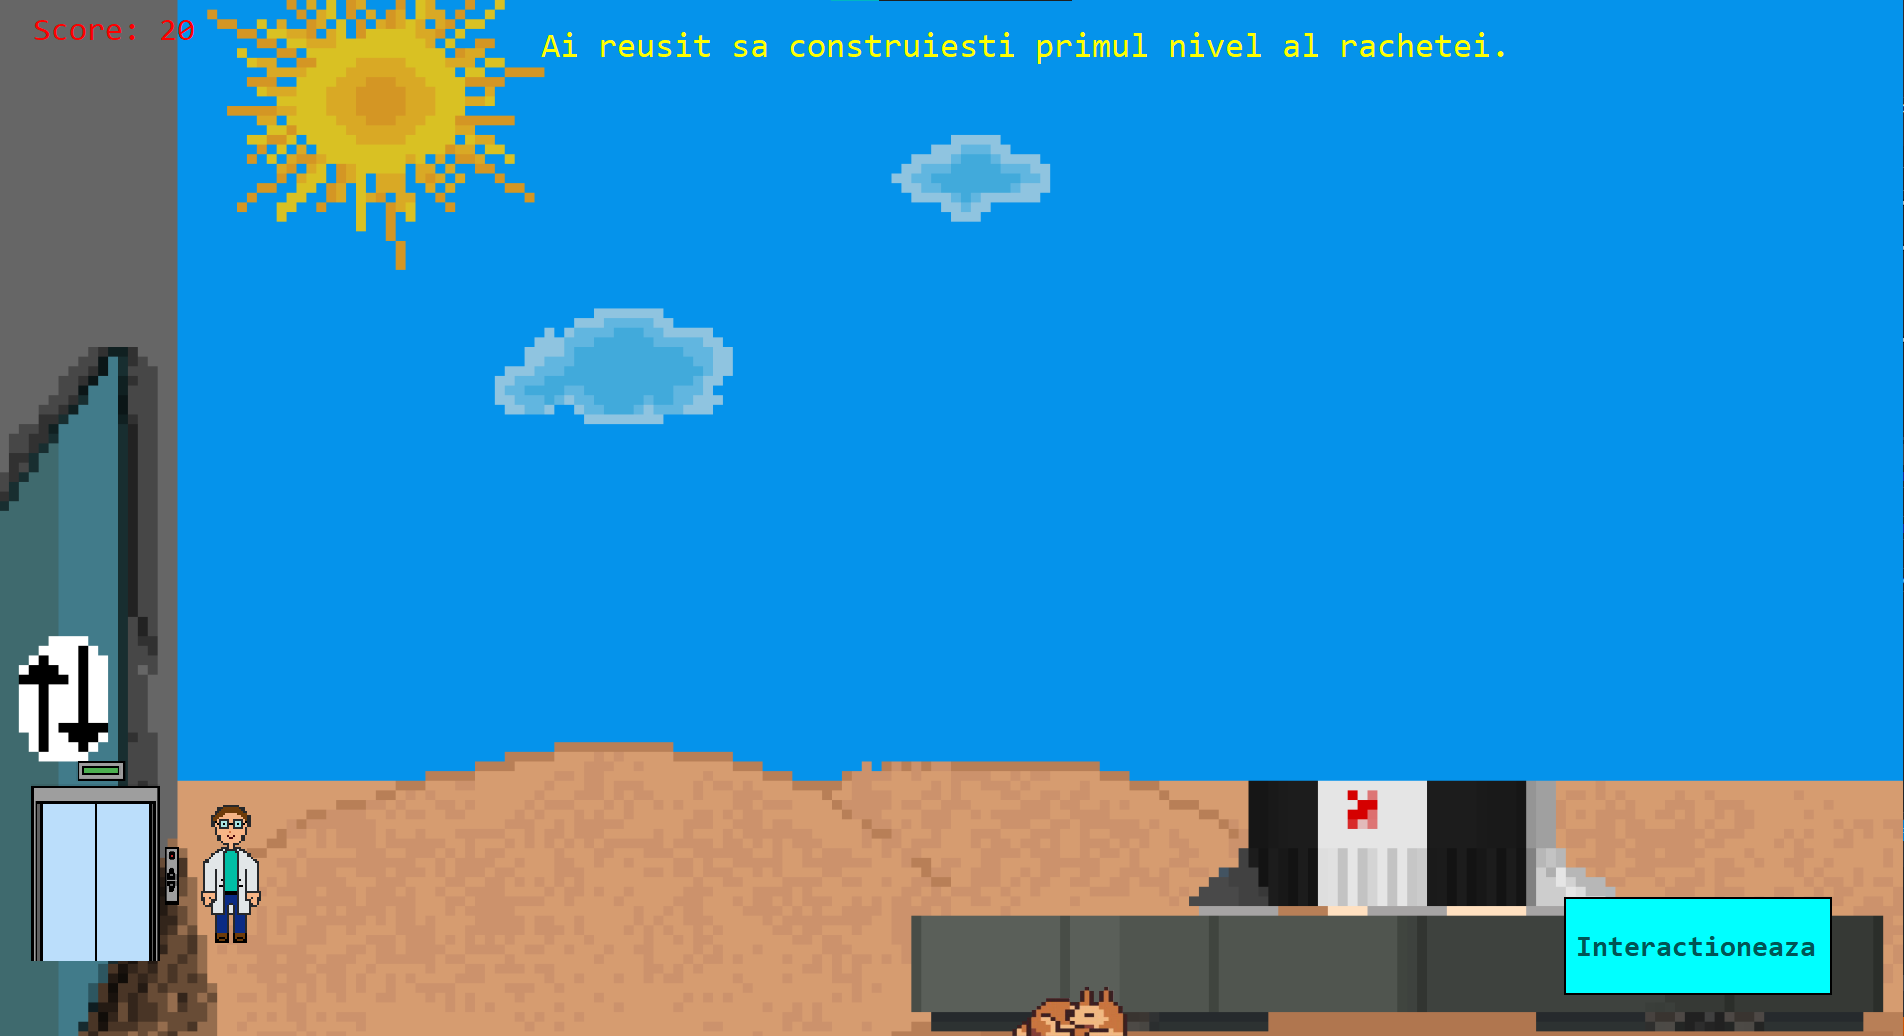 Score: 20
Ai reusit sa construiesti primul nivel al rachetei.
Interactioneaza